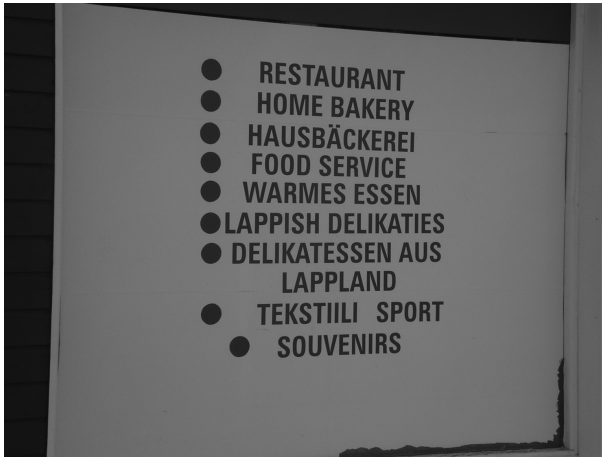 ● RESTAURANT
● HOME BAKERY
● HAUSBÄCKEREI
● FOOD SERVICE
● WARMES ESSEN
● LAPPISH DELIKATIES
● DELIKATESSEN AUS
LAPPLAND
● TEKSTIILI SPORT
● SOUVENIRS